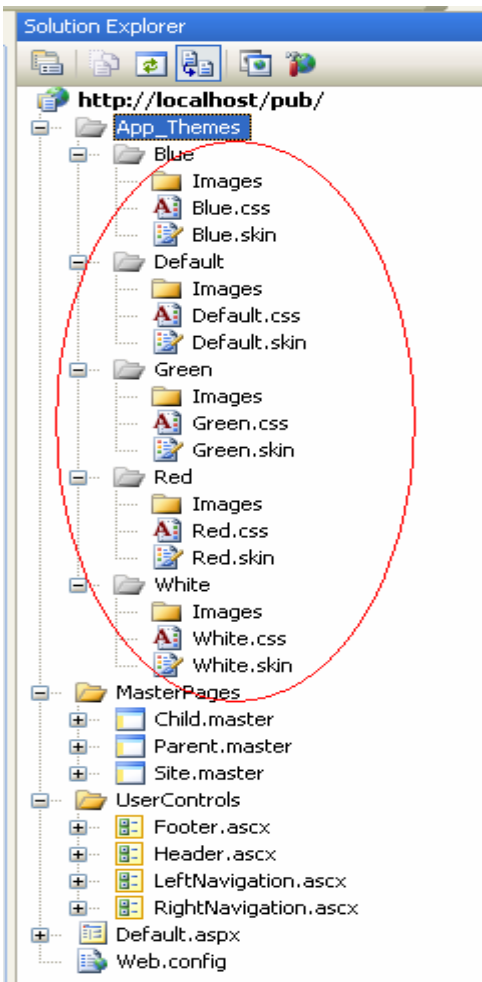 Solution Explorer
http://localhost/pub/
App_Themes
Blue
Images
Blue.css
Blue.skin
Default
Images
Default.css
Default.skin
Green
Images
Green.css
Green.skin
Red
Images
Red.css
Red.skin
White
Images
White.css
White.skin
MasterPages
Child.master
Parent.master
Site.master
UserControls
Footer.ascx
Header.ascx
LeftNavigation.ascx
RightNavigation.ascx
Default.aspx
Web.config